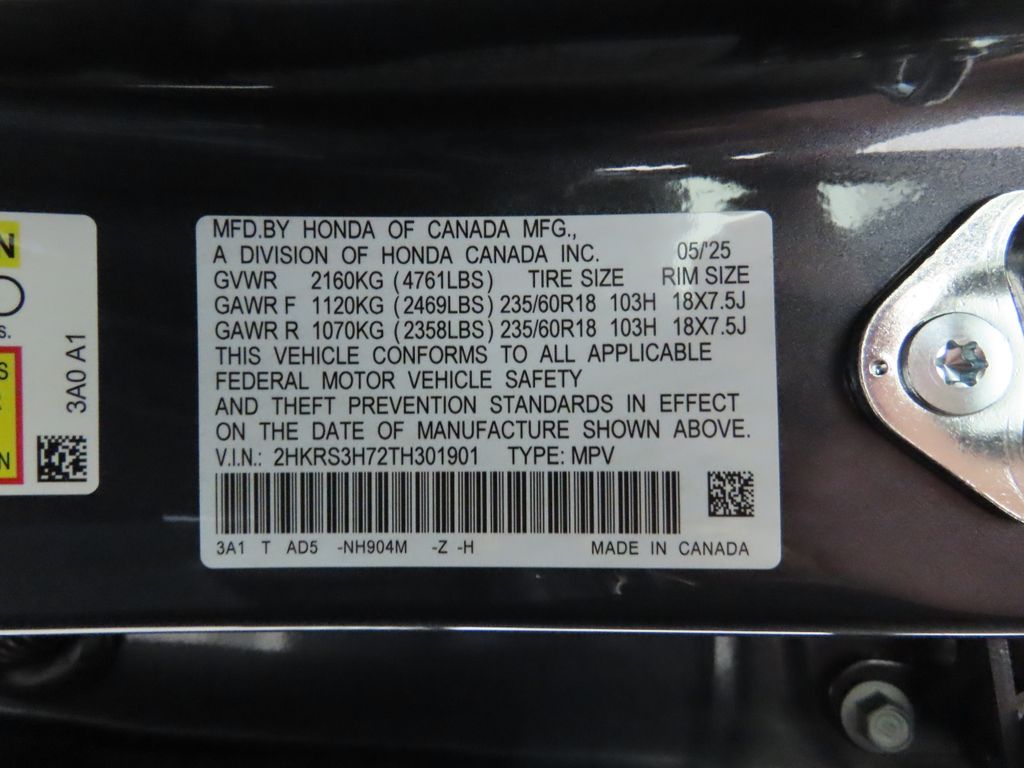 MFD.BY HONDA OF CANADA MFG.,
A DIVISION OF HONDA CANADA INC. 05/'25
GVWR 2160KG (4761LBS) TIRE SIZE RIM SIZE
GAWR F 1120KG (2469LBS) 235/60R18 103H 18X7.5J
GAWR R 1070KG (2358LBS) 235/60R18 103H 18X7.5J
THIS VEHICLE CONFORMS TO ALL APPLICABLE
FEDERAL MOTOR VEHICLE SAFETY
AND THEFT PREVENTION STANDARDS IN EFFECT
ON THE DATE OF MANUFACTURE SHOWN ABOVE.
V.I.N.: 2HKRS3H72TH301901 TYPE: MPV
3A1 T AD5 -NH904M -Z -H MADE IN CANADA
N
s.
S
N
3A0 A1